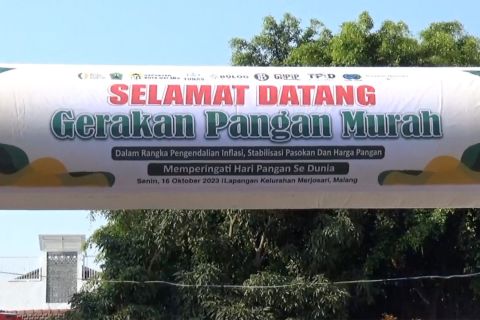 BULOG
TPID
SELAMAT DATANG
Gerakan Pangan Murah
Dalam Rangka Pengendalian Inflasi, Stabilisasi Pasokan Dan Harga Pangan
Memperingati Hari Pangan Se Dunia
Senin, 16 Oktober 2023 //Lapangan Kelurahan Merjosari, Malang